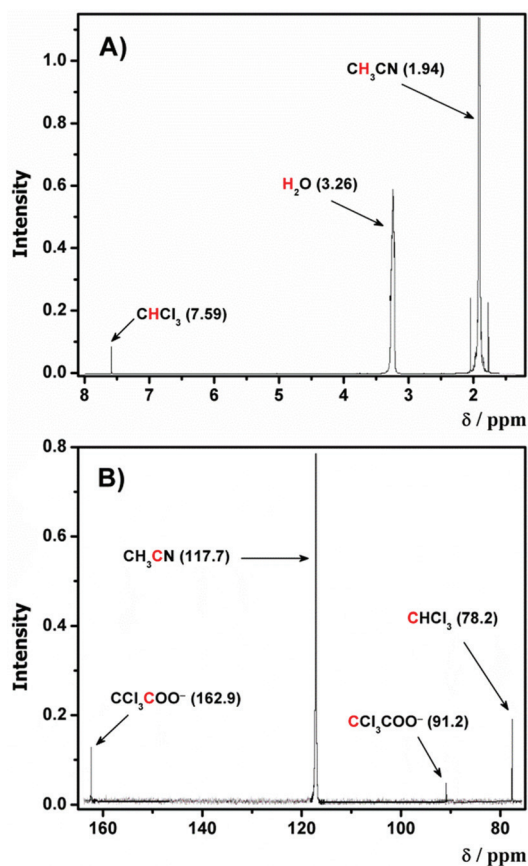 A)
1.0
0.8
0.6
0.4
0.2
0.0
Intensity
CH₃CN (1.94)
H₂O (3.26)
CHCl₃ (7.59)
8 7 6 5 4 3 2
δ / ppm
B)
0.8
0.6
0.4
0.2
0.0
Intensity
CH₃CN (117.7)
CHCl₃ (78.2)
CCl₃COO⁻ (162.9)
CCl₃COO⁻ (91.2)
160 140 120 100 80
δ / ppm